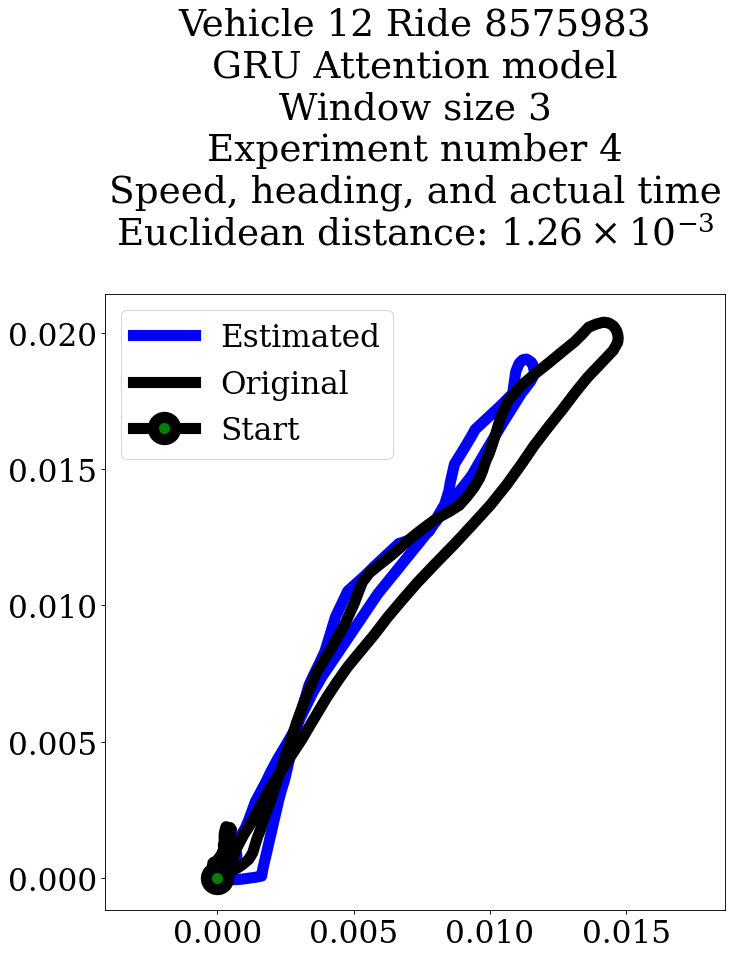 Vehicle 12 Ride 8575983
GRU Attention model
Window size 3
Experiment number 4
Speed, heading, and actual time
Euclidean distance: 1.26 × 10⁻³
Estimated
Original
Start
0.020
0.015
0.010
0.005
0.000
0.000 0.005 0.010 0.015